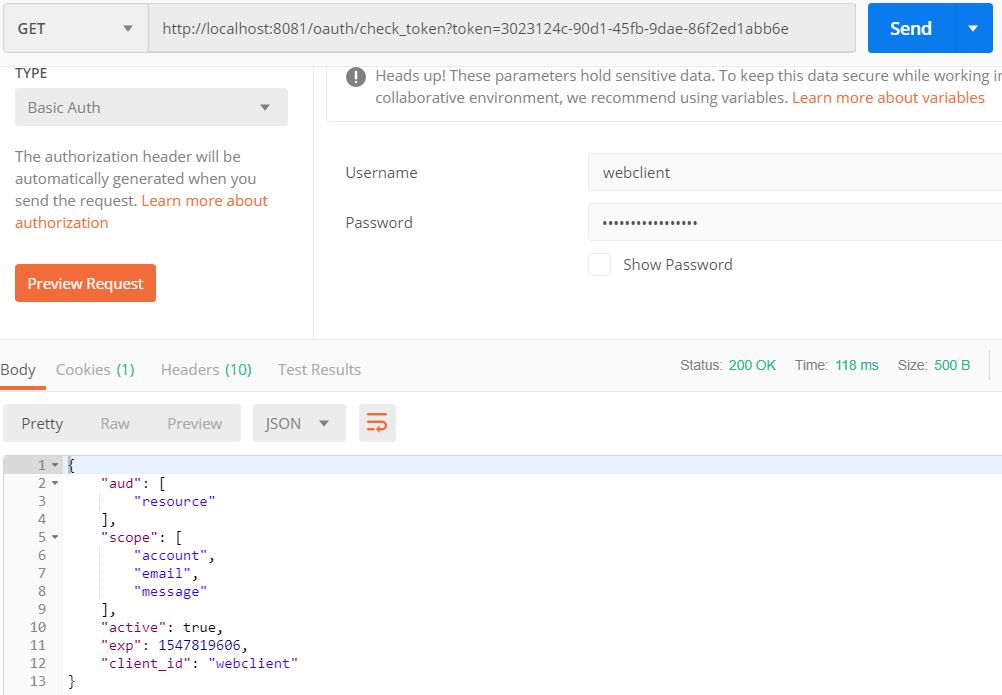 GET http://localhost:8081/oauth/check_token?token=3023124c-90d1-45fb-9dae-86f2ed1abb6e Send
TYPE
Basic Auth
The authorization header will be
automatically generated when you
send the request. Learn more about
authorization
Preview Request
Heads up! These parameters hold sensitive data. To keep this data secure while working in
collaborative environment, we recommend using variables. Learn more about variables
Username webclient
Password •••••••••••••••••
Show Password
Body Cookies (1) Headers (10) Test Results Status: 200 OK Time: 118 ms Size: 500 B
Pretty Raw Preview JSON
1 {
2 "aud": [
3 "resource"
4 ],
5 "scope": [
6 "account",
7 "email",
8 "message"
9 ],
10 "active": true,
11 "exp": 1547819606,
12 "client_id": "webclient"
13 }